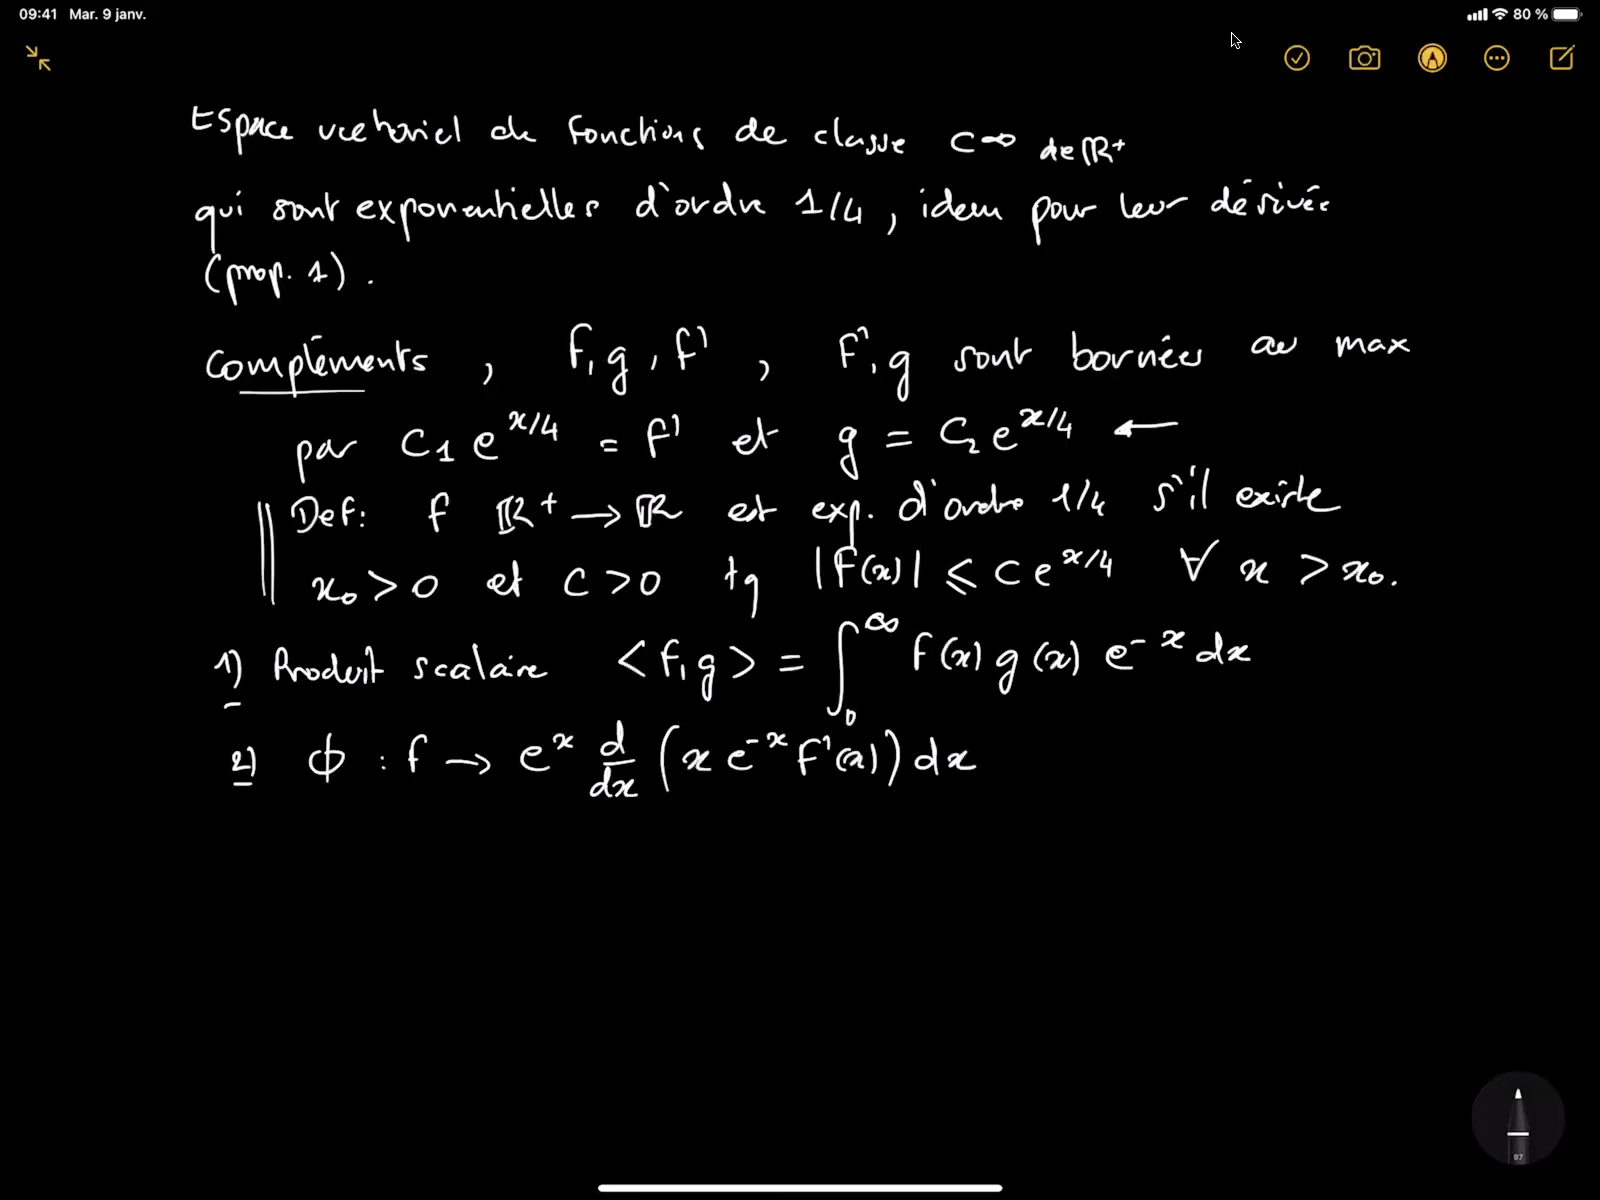 09:41 Mar. 9 janv. 80 %
Espace vectoriel de fonctions de classe C∞ de ℝ⁺
qui sont exponentielles d'ordre 1/4, idem pour leur dérivée
(prop. 1).
Compléments, f, g, f', f', g sont bornées au max
par C1 e^{x/4} = f' et g = C2 e^{x/4} ←
Def: f ℝ⁺ → ℝ est exp. d'ordre 1/4 s'il existe
x₀ > 0 et C > 0 tq |f(x)| ⩽ C e^{x/4} ∀ x > x₀.
1) Produit scalaire <f, g> = ∫₀^∞ f(x) g(x) e^{-x} dx
2) ϕ : f → e^x d/dx (x e^{-x} f'(x)) dx
97